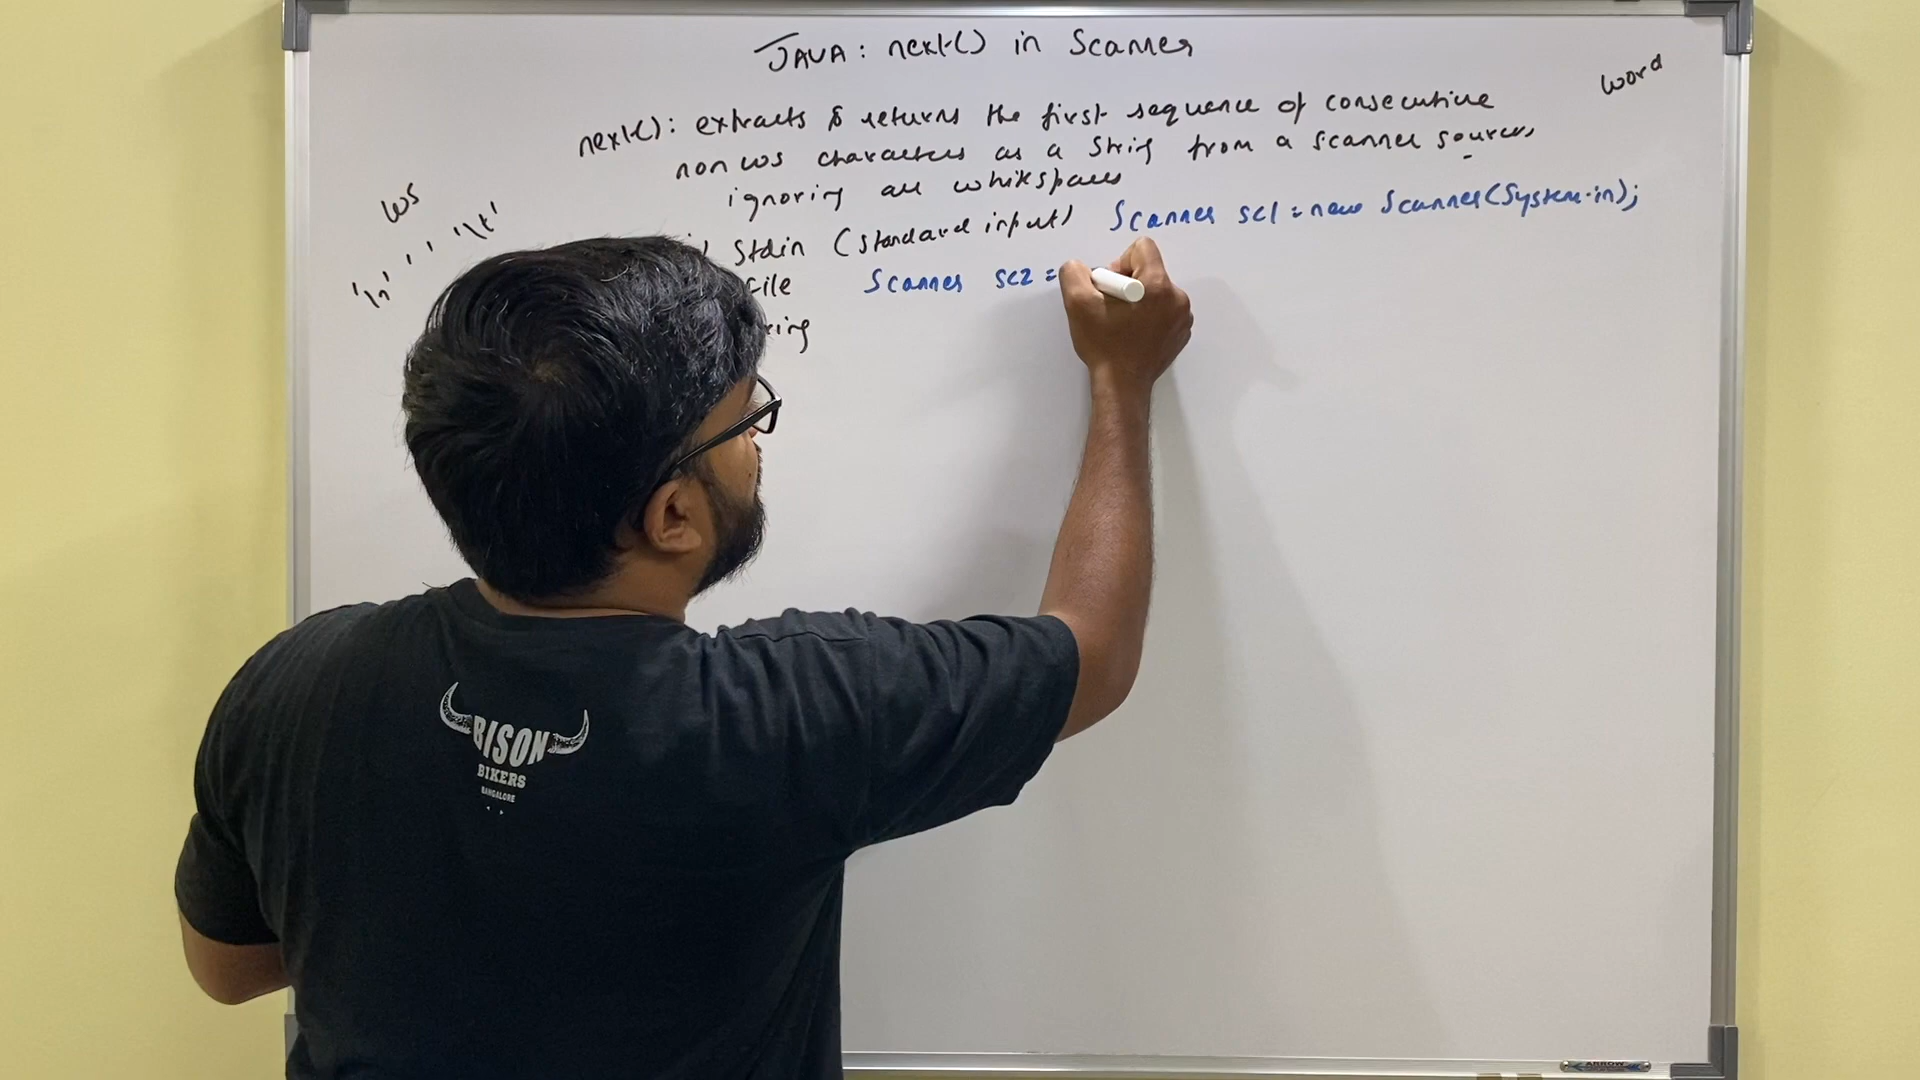 JAVA: next() in Scanner
word
next(): extracts & returns the first sequence of consecutive
non ws characters as a String from a scanner source,
ignoring all whitespaces
ws
'\n' ' ' '\t'
Stdin (standard input) Scanner sc1 = new Scanner(System.in);
File Scanner sc2 =
BISON
BIKERS
BANGALORE
ARROW